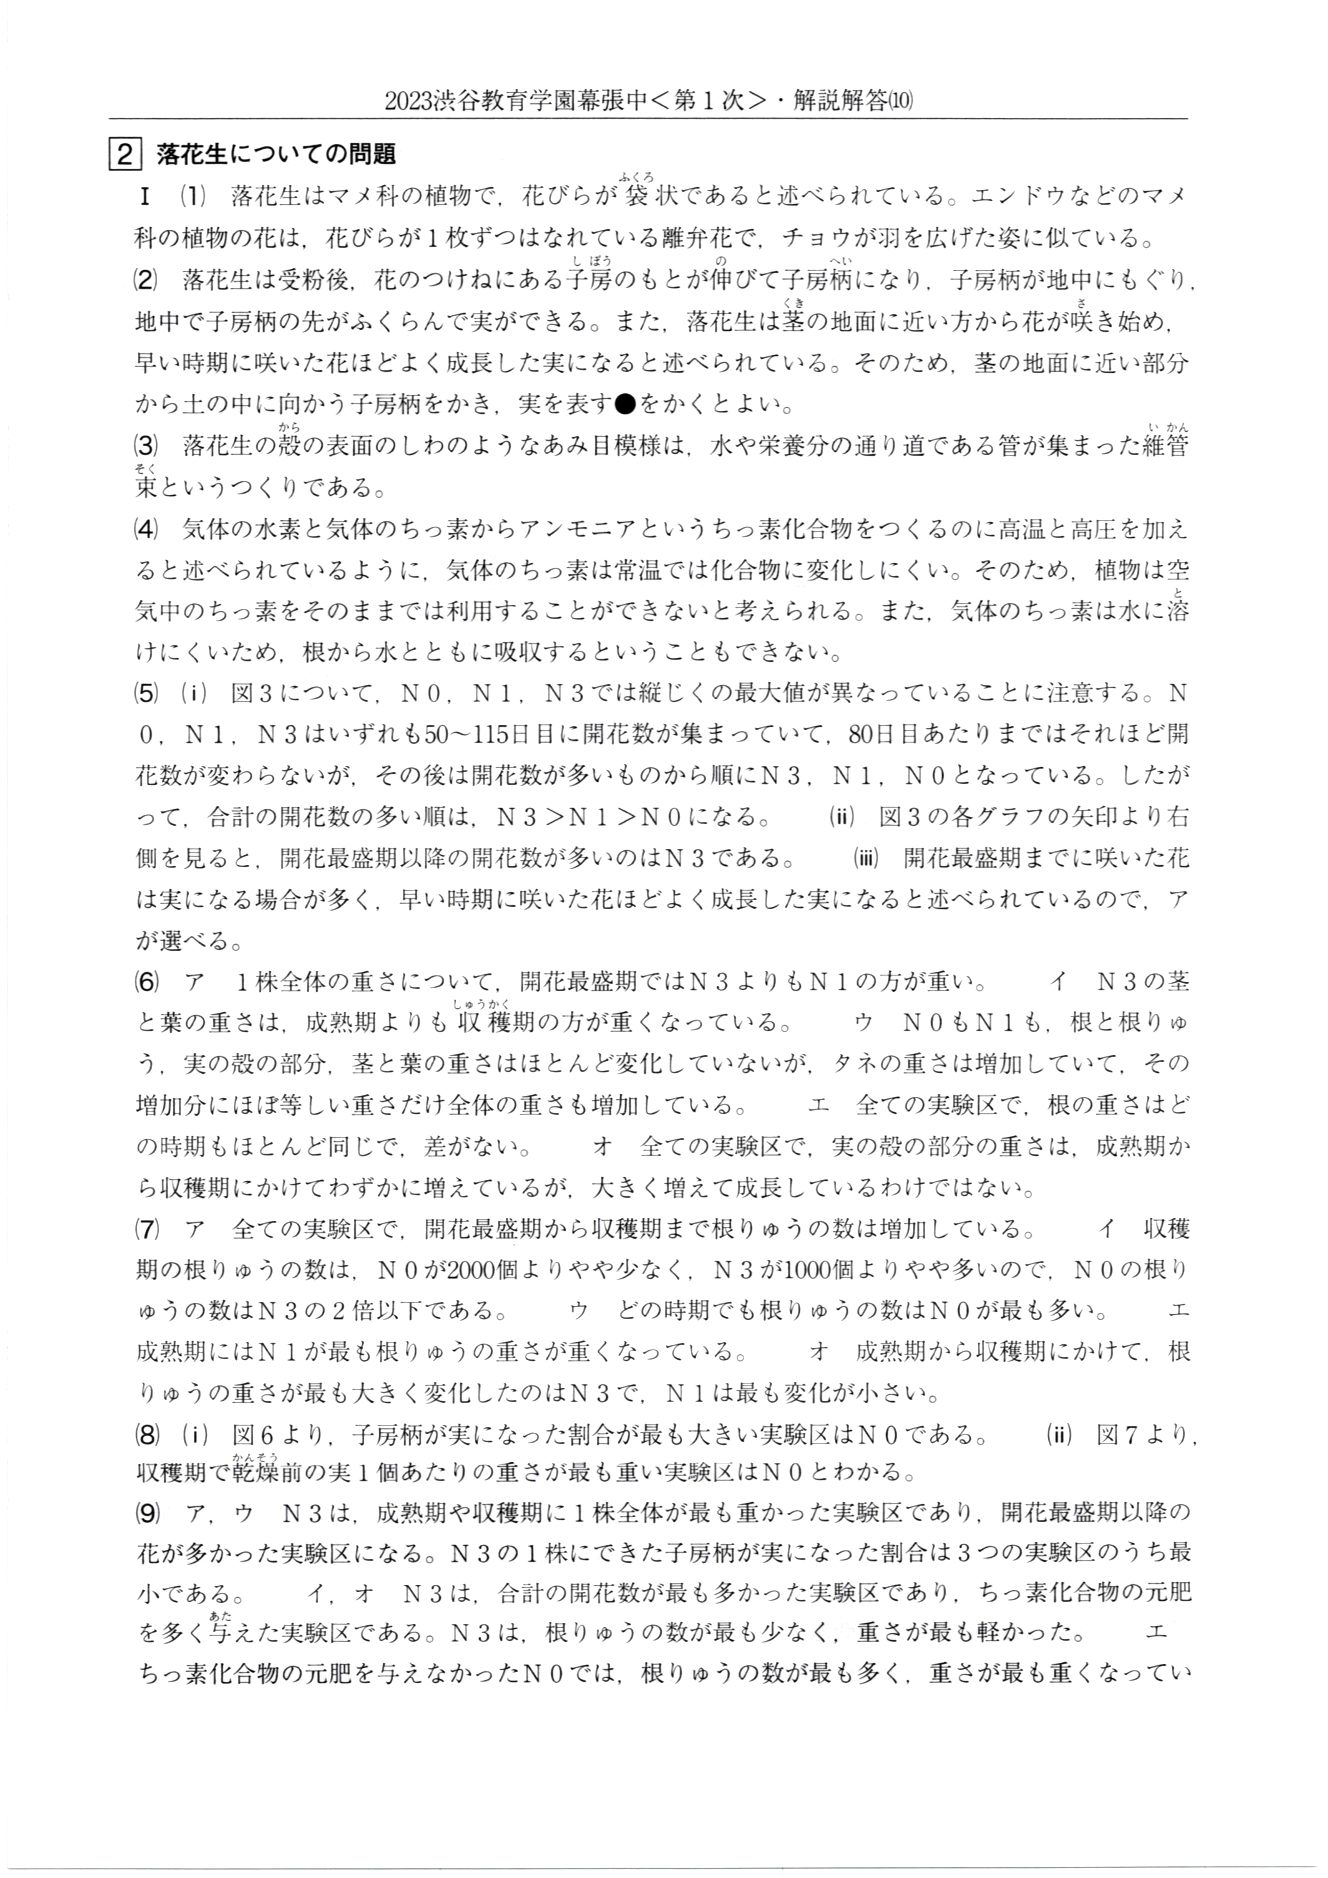 2023渋谷教育学園幕張中＜第１次＞・解説解答⑽
2 落花生についての問題
Ⅰ ⑴ 落花生はマメ科の植物で，花びらが袋状であると述べられている。エンドウなどのマメ
科の植物の花は，花びらが１枚ずつはなれている離弁花で，チョウが羽を広げた姿に似ている。
⑵ 落花生は受粉後，花のつけねにある子房のもとが伸びて子房柄になり，子房柄が地中にもぐり，
地中で子房柄の先がふくらんで実ができる。また，落花生は茎の地面に近い方から花が咲き始め，
早い時期に咲いた花ほどよく成長した実になると述べられている。そのため，茎の地面に近い部分
から土の中に向かう子房柄をかき，実を表す●をかくとよい。
⑶ 落花生の殻の表面のしわのようなあみ目模様は，水や栄養分の通り道である管が集まった維管
束というつくりである。
⑷ 気体の水素と気体のちっ素からアンモニアというちっ素化合物をつくるのに高温と高圧を加え
ると述べられているように，気体のちっ素は常温では化合物に変化しにくい。そのため，植物は空
気中のちっ素をそのままでは利用することができないと考えられる。また，気体のちっ素は水に溶
けにくいため，根から水とともに吸収するということもできない。
⑸ (ⅰ) 図３について，Ｎ０，Ｎ１，Ｎ３では縦じくの最大値が異なっていることに注意する。Ｎ
０，Ｎ１，Ｎ３はいずれも50～115日目に開花数が集まっていて，80日目あたりまではそれほど開
花数が変わらないが，その後は開花数が多いものから順にＮ３，Ｎ１，Ｎ０となっている。したが
って，合計の開花数の多い順は，Ｎ３＞Ｎ１＞Ｎ０になる。 (ⅱ) 図３の各グラフの矢印より右
側を見ると，開花最盛期以降の開花数が多いのはＮ３である。 (ⅲ) 開花最盛期までに咲いた花
は実になる場合が多く，早い時期に咲いた花ほどよく成長した実になると述べられているので，ア
が選べる。
⑹ ア １株全体の重さについて，開花最盛期ではＮ３よりもＮ１の方が重い。 イ Ｎ３の茎
と葉の重さは，成熟期よりも収穫期の方が重くなっている。 ウ Ｎ０もＮ１も，根と根りゅ
う，実の殻の部分，茎と葉の重さはほとんど変化していないが，タネの重さは増加していて，その
増加分にほぼ等しい重さだけ全体の重さも増加している。 エ 全ての実験区で，根の重さはど
の時期もほとんど同じで，差がない。 オ 全ての実験区で，実の殻の部分の重さは，成熟期か
ら収穫期にかけてわずかに増えているが，大きく増えて成長しているわけではない。
⑺ ア 全ての実験区で，開花最盛期から収穫期まで根りゅうの数は増加している。 イ 収穫
期の根りゅうの数は，Ｎ０が2000個よりやや少なく，Ｎ３が1000個よりやや多いので，Ｎ０の根り
ゅうの数はＮ３の２倍以下である。 ウ どの時期でも根りゅうの数はＮ０が最も多い。 エ
成熟期にはＮ１が最も根りゅうの重さが重くなっている。 オ 成熟期から収穫期にかけて，根
りゅうの重さが最も大きく変化したのはＮ３で，Ｎ１は最も変化が小さい。
⑻ (ⅰ) 図６より，子房柄が実になった割合が最も大きい実験区はＮ０である。 (ⅱ) 図７より，
収穫期で乾燥前の実１個あたりの重さが最も重い実験区はＮ０とわかる。
⑼ ア，ウ Ｎ３は，成熟期や収穫期に１株全体が最も重かった実験区であり，開花最盛期以降の
花が多かった実験区になる。Ｎ３の１株にできた子房柄が実になった割合は３つの実験区のうち最
小である。 イ，オ Ｎ３は，合計の開花数が最も多かった実験区であり，ちっ素化合物の元肥
を多く与えた実験区である。Ｎ３は，根りゅうの数が最も少なく，重さが最も軽かった。 エ
ちっ素化合物の元肥を与えなかったＮ０では，根りゅうの数が最も多く，重さが最も重くなってい